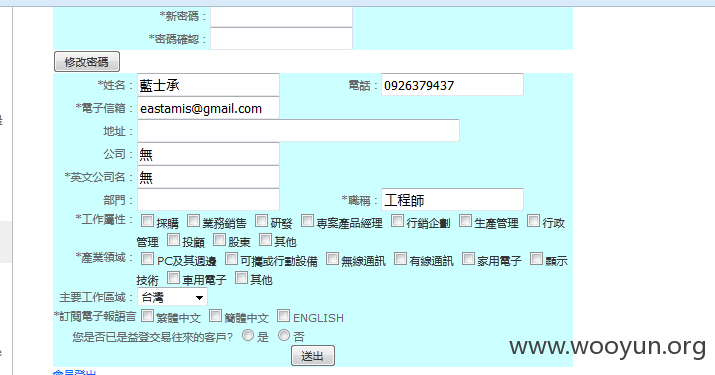 *新密碼：
*密碼確認：
修改密碼
*姓名：藍士承 電話：0926379437
*電子信箱：eastamis@gmail.com
地址：
公司：無
*英文公司名：無
部門： *職稱：工程師
*工作屬性： 採購 業務銷售 研發 專案產品經理 行銷企劃 生產管理 行政
管理 投顧 股東 其他
*產業領域： PC及其週邊 可攜或行動設備 無線通訊 有線通訊 家用電子 顯示
技術 車用電子 其他
主要工作區域：台灣
*訂閱電子報語言 繁體中文 簡體中文 ENGLISH
您是否已是益登交易往來的客戶? 是 否
送出
www.wooyun.org
會員登出